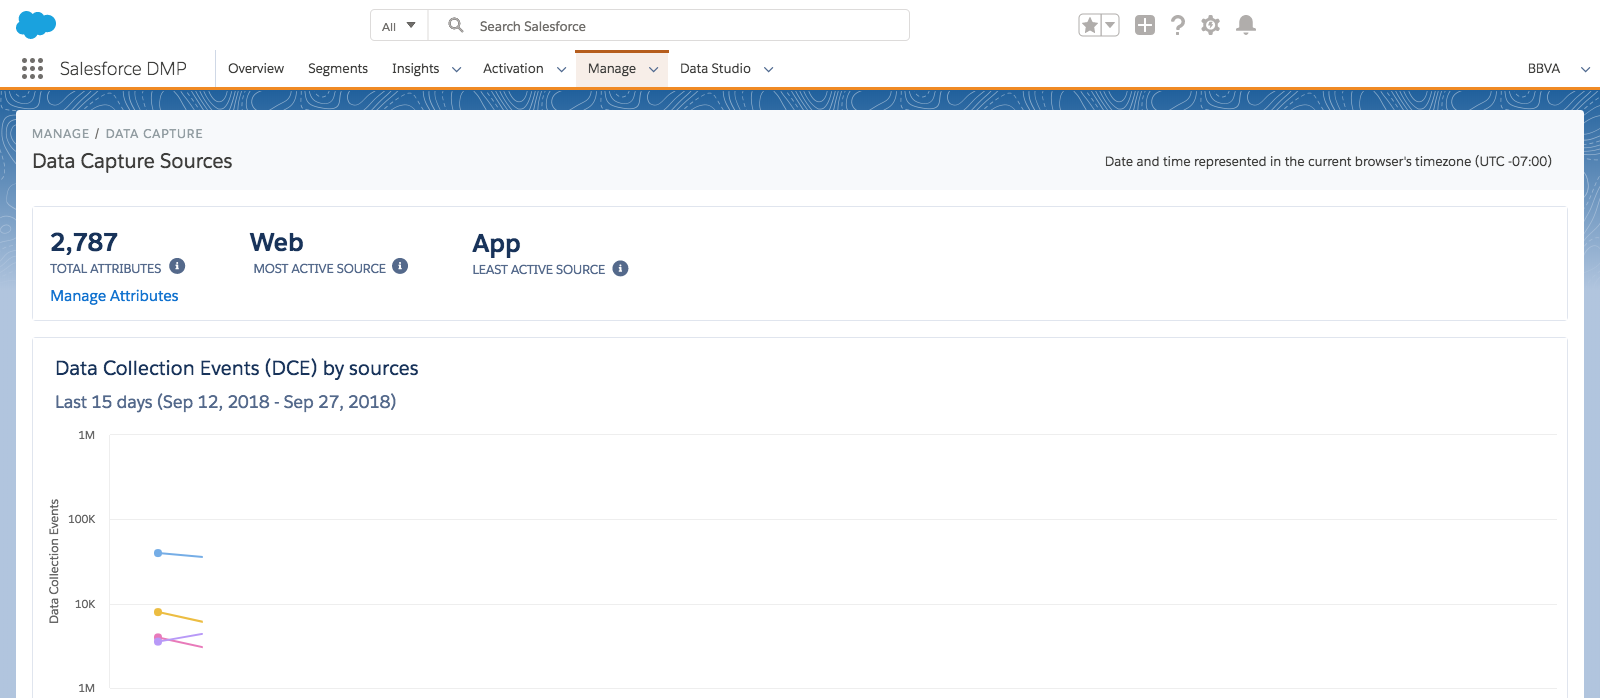 All
Search Salesforce
Salesforce DMP
Overview
Segments
Insights
Activation
Manage
Data Studio
BBVA
MANAGE / DATA CAPTURE
Data Capture Sources
Date and time represented in the current browser's timezone (UTC -07:00)
2,787
TOTAL ATTRIBUTES
Manage Attributes
Web
MOST ACTIVE SOURCE
App
LEAST ACTIVE SOURCE
Data Collection Events (DCE) by sources
Last 15 days (Sep 12, 2018 - Sep 27, 2018)
Data Collection Events
1M
100K
10K
1M